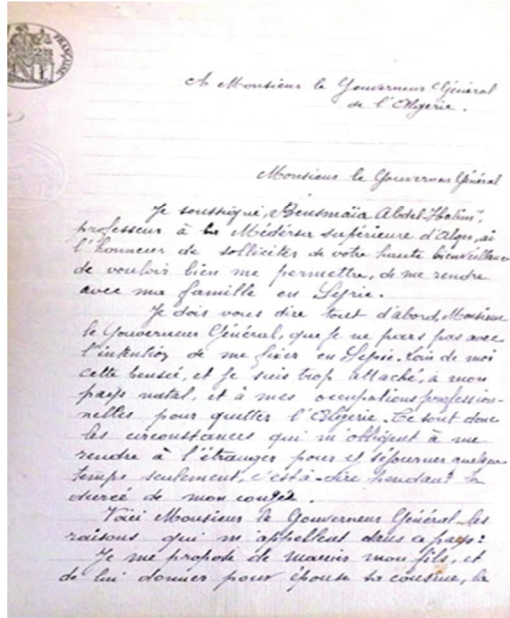 FRANÇAISE
A Monsieur le Gouverneur Général
de l'Algérie.
Monsieur le Gouverneur Général
Je soussigné, Bensmaïa Abdel-Halim,
professeur à la Médersa supérieure d'Alger, ai
l'honneur de solliciter de votre haute bienveillance
de vouloir bien me permettre, de me rendre
avec ma famille en Syrie.
Je dois vous dire tout d'abord, Monsieur
le Gouverneur Général, que je ne pars pas avec
l'intention de me fixer en Syrie. Loin de moi
cette pensée, et je suis trop attaché, à mon
pays natal, et à mes occupations profession-
nelles pour quitter l'Algérie. Ce sont donc
les circonstances qui m'obligent à me
rendre à l'étranger pour y séjourner quelque
temps seulement, c'est-à-dire pendant la
durée de mon congé.
Voici Monsieur le Gouverneur Général les
raisons qui m'appellent dans ce pays:
Je me propose de marier mon fils, et
de lui donner pour épouse sa cousine, la